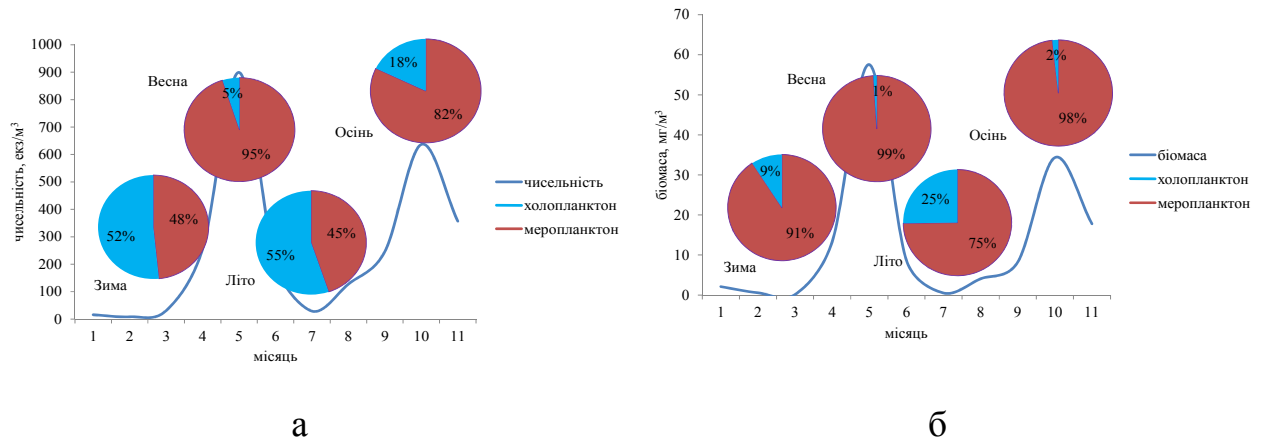 чисельність, екз/м³
1000
900
800
700
600
500
400
300
200
100
0
1 2 3 4 5 6 7 8 9 10 11
місяць
Весна
5%
95%
Осінь
18%
82%
Зима
52%
48%
Літо
55%
45%
чисельність
холопланктон
меропланктон
а
біомаса, мг/м³
70
60
50
40
30
20
10
0
1 2 3 4 5 6 7 8 9 10 11
місяць
Весна
1%
99%
Осінь
2%
98%
Зима
9%
91%
Літо
25%
75%
біомаса
холопланктон
меропланктон
б